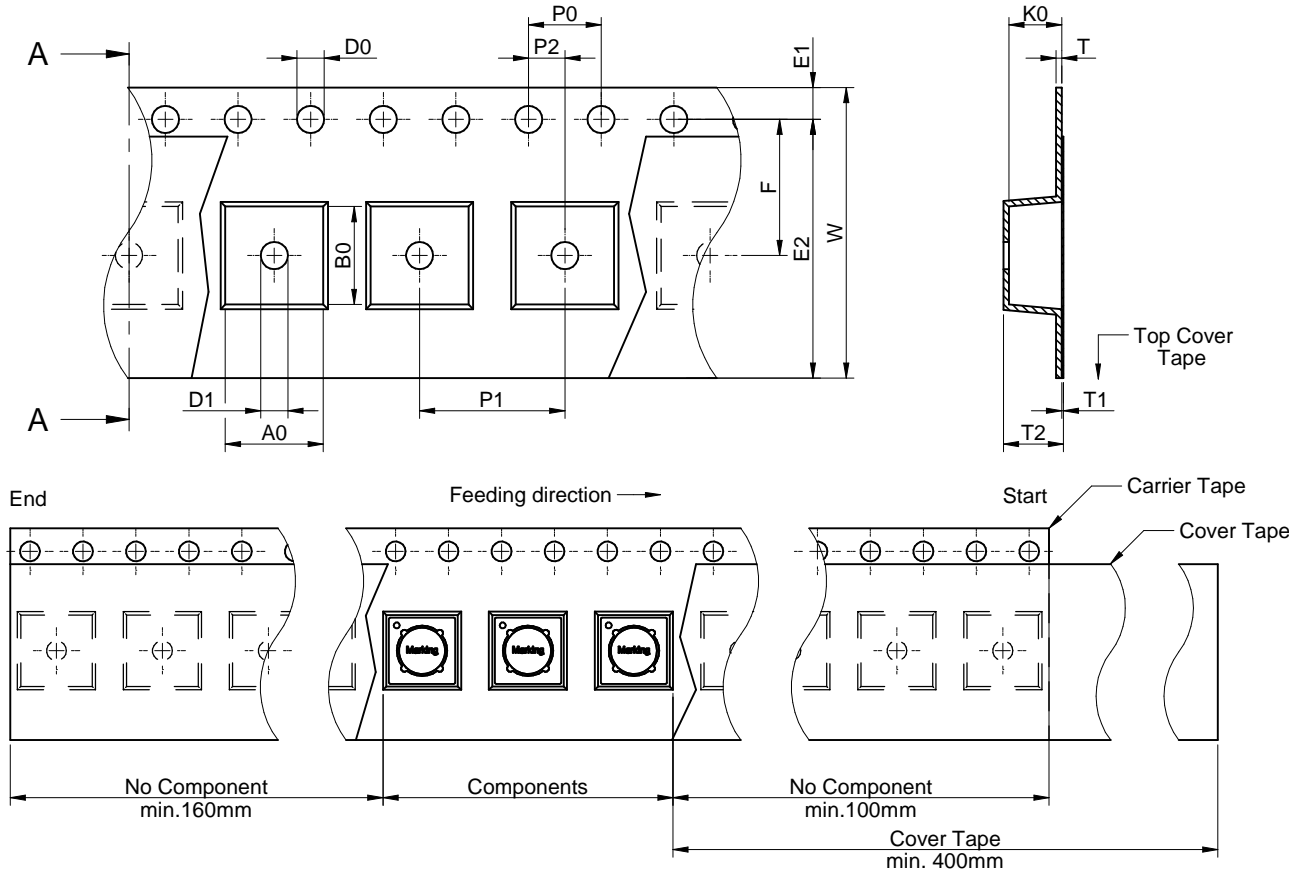 P0
K0
A
D0
P2
T
E1
F
W
B0
E2
Top Cover
Tape
D1
P1
T1
A
A0
T2
End
Feeding direction
Start
Carrier Tape
Cover Tape
Marking
Marking
Marking
No Component
min.160mm
Components
No Component
min.100mm
Cover Tape
min. 400mm